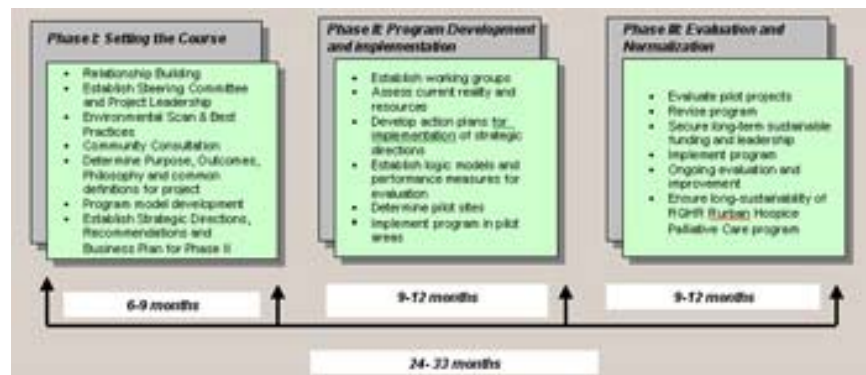 Phase I: Setting the Course
• Relationship Building
• Establish Steering Committee
and Project Leadership
• Environmental Scan & Best
Practices
• Community Consultation
• Determine Purpose, Outcomes,
Philosophy and common
definitions for project
• Program model development
• Establish Strategic Directions,
Recommendations and
Business Plan for Phase II
6-9 months
Phase II: Program Development
and implementation
• Establish working groups
• Assess current reality and
resources
• Develop action plans for
implementation of strategic
directions
• Establish logic models and
performance measures for
evaluation
• Determine pilot sites
• Implement program in pilot
areas
9-12 months
Phase III: Evaluation and
Normalization
• Evaluate pilot projects
• Revise program
• Secure long-term sustainable
funding and leadership
• Implement program
• Ongoing evaluation and
improvement
• Ensure long-sustainability of
RQHR Rurban Hospice
Palliative Care program
9-12 months
24- 33 months